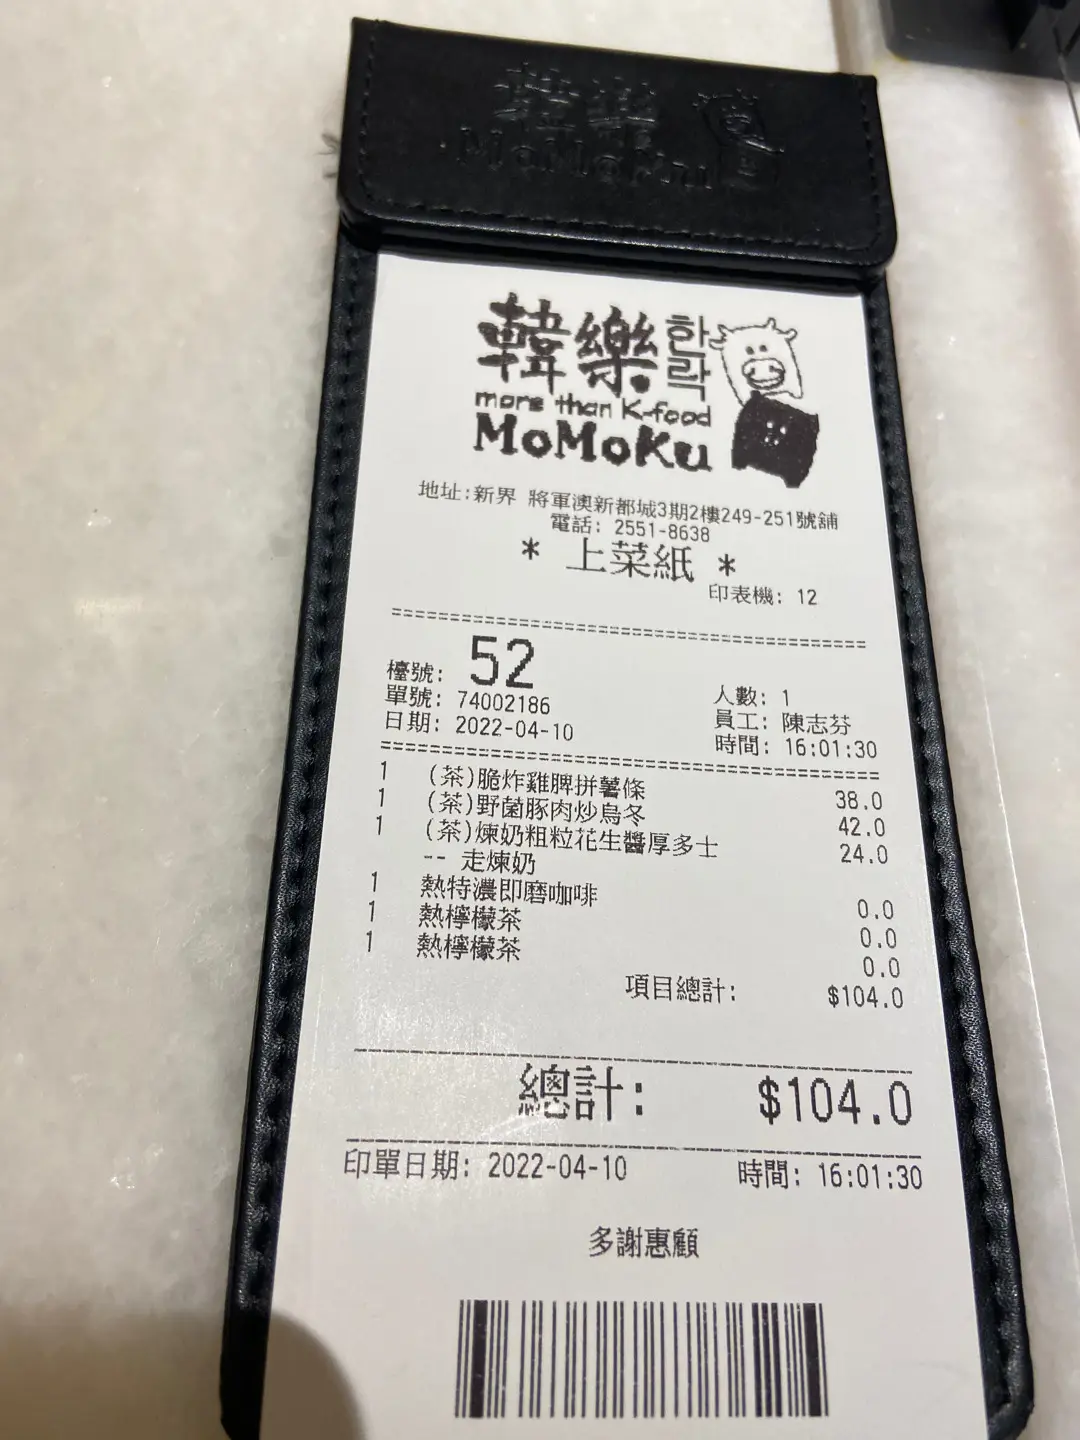 韓樂
MoMoKu
韓樂 한락
more than K-food
MoMoKu
地址:新界 將軍澳新都城3期2樓249-251號舖
電話: 2551-8638
* 上菜紙 *
印表機: 12
檯號: 52
單號: 74002186 人數: 1
日期: 2022-04-10 員工: 陳志芬
時間: 16:01:30
1 (茶)脆炸雞脾拼薯條 38.0
1 (茶)野菌豚肉炒烏冬 42.0
1 (茶)煉奶粗粒花生醬厚多士 24.0
-- 走煉奶
1 熱特濃即磨咖啡 0.0
1 熱檸檬茶 0.0
1 熱檸檬茶 0.0
項目總計: $104.0
總計: $104.0
印單日期: 2022-04-10 時間: 16:01:30
多謝惠顧